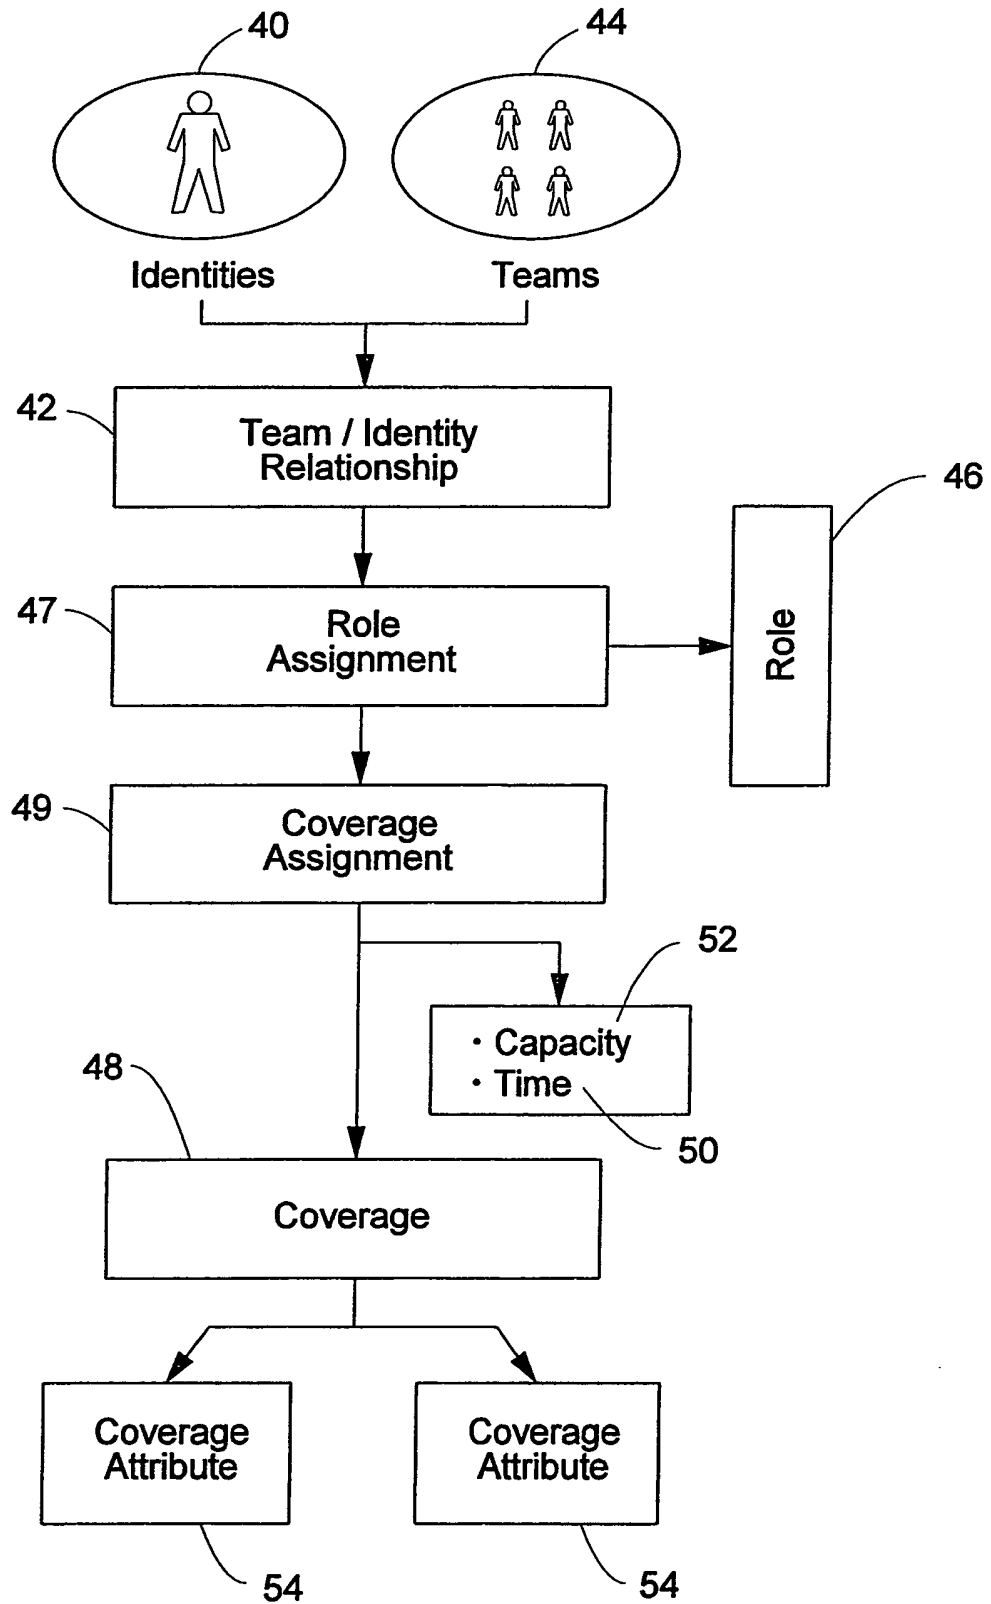 40
44
Identities
Teams
42
Team / Identity
Relationship
46
47
Role
Assignment
Role
49
Coverage
Assignment
52
· Capacity
· Time
48
50
Coverage
Coverage
Attribute
Coverage
Attribute
54
54